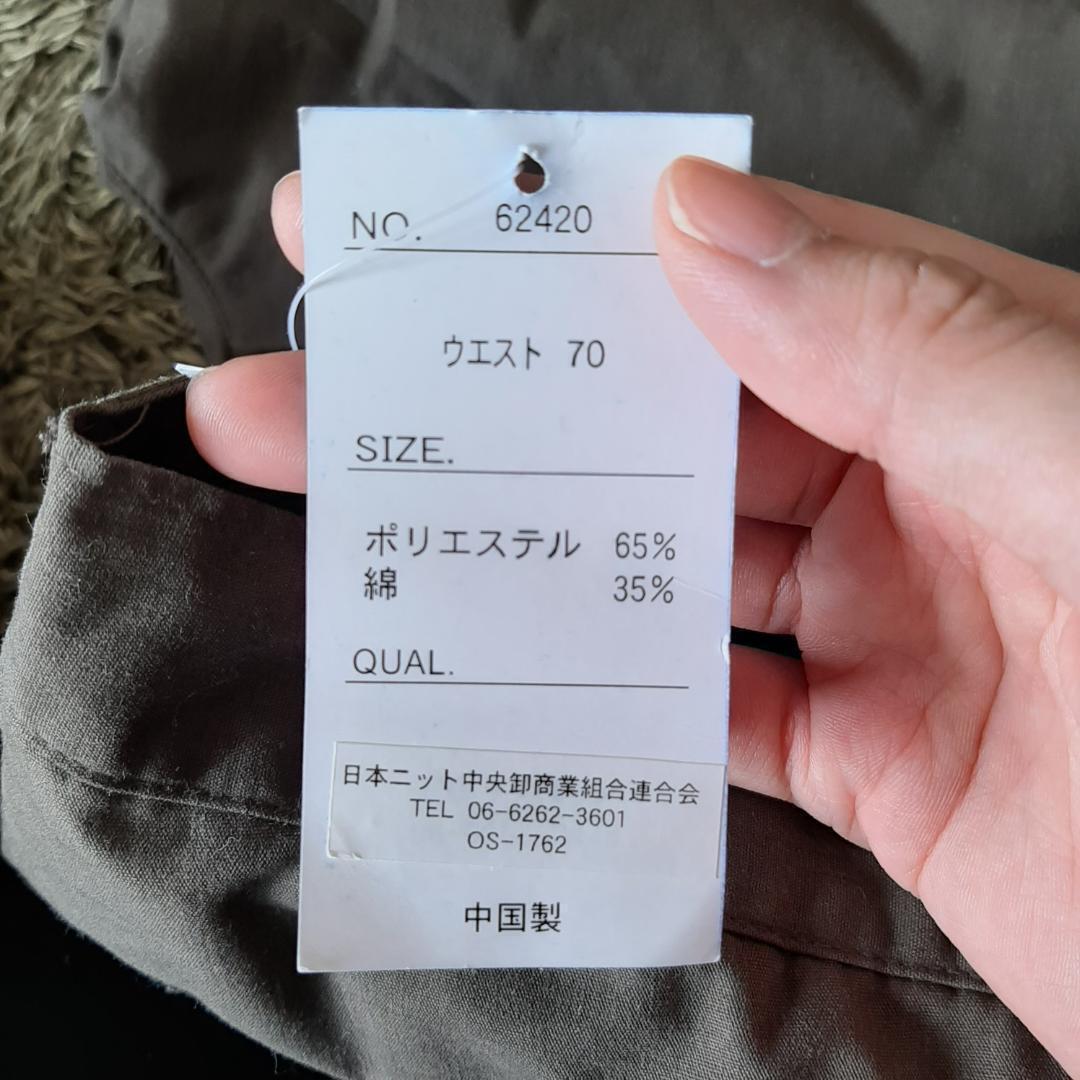 NO. 62420
ウエスト 70
SIZE.
ポリエステル 65%
綿 35%
QUAL.
日本ニット中央卸商業組合連合会
TEL 06-6262-3601
OS-1762
中国製